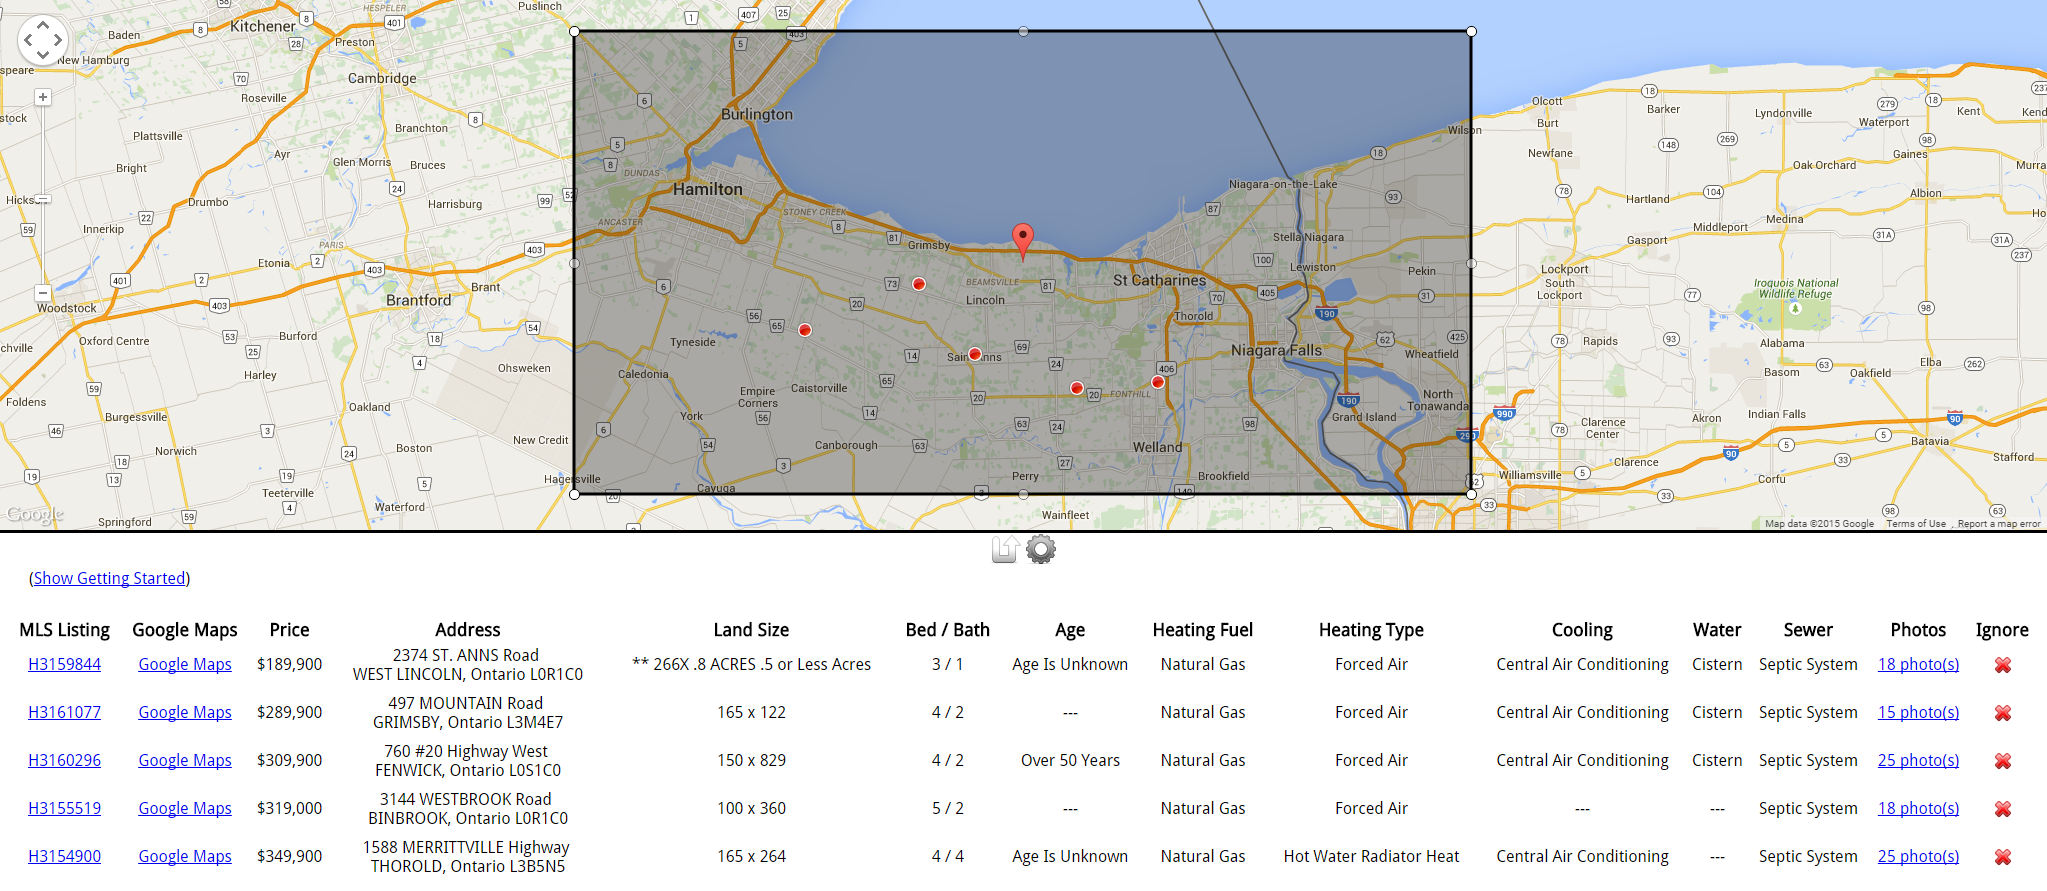 Puslinch
Kitchener
HESPELER
Baden
New Hamburg
Preston
Cambridge
Roseville
Plattsville
Branchton
Bright
Ayr
Glen Morris
Bruces
Drumbo
Harrisburg
Innerkip
PARIS
Etonia
Brant
Brantford
Woodstock
Burford
Oxford Centre
Harley
Ohsweken
Foldens
Oakland
Burgessville
Norwich
Boston
New Credit
Teeterville
Waterford
Springford
Hagersville
Burlington
DUNDAS
Hamilton
ANCASTER
STONEY CREEK
Grimsby
BEAMSVILLE
Lincoln
St Catharines
Thorold
Niagara-on-the-Lake
Stella Niagara
Lewiston
Pekin
Tyneside
Caledonia
Empire
Corners
Caistorville
York
Canborough
Cayuga
FONTHILL
Niagara Falls
Wheatfield
North
Tonawanda
Grand Island
Welland
Perry
Brookfield
Wainfleet
Olcott
Burt
Barker
Lyndonville
Kent
Waterport
Newfane
Gaines
Oak Orchard
Hartland
Albion
Medina
Middleport
Gasport
Lockport
South
Lockport
Iroquois National
Wildlife Refuge
Rapids
Alabama
Basom
Oakfield
Elba
Akron
Indian Falls
Clarence
Center
Clarence
Batavia
Stafford
Williamsville
Corfu
Google
Map data ©2015 Google Terms of Use Report a map error
(Show Getting Started)
MLS Listing Google Maps Price Address Land Size Bed / Bath Age Heating Fuel Heating Type Cooling Water Sewer Photos Ignore
H3159844 Google Maps $189,900 2374 ST. ANNS Road
WEST LINCOLN, Ontario L0R1C0 ** 266X .8 ACRES .5 or Less Acres 3 / 1 Age Is Unknown Natural Gas Forced Air Central Air Conditioning Cistern Septic System 18 photo(s)
H3161077 Google Maps $289,900 497 MOUNTAIN Road
GRIMSBY, Ontario L3M4E7 165 x 122 4 / 2 --- Natural Gas Forced Air Central Air Conditioning Cistern Septic System 15 photo(s)
H3160296 Google Maps $309,900 760 #20 Highway West
FENWICK, Ontario L0S1C0 150 x 829 4 / 2 Over 50 Years Natural Gas Forced Air Central Air Conditioning Cistern Septic System 25 photo(s)
H3155519 Google Maps $319,000 3144 WESTBROOK Road
BINBROOK, Ontario L0R1C0 100 x 360 5 / 2 --- Natural Gas Forced Air --- --- Septic System 18 photo(s)
H3154900 Google Maps $349,900 1588 MERRITTVILLE Highway
THOROLD, Ontario L3B5N5 165 x 264 4 / 4 Age Is Unknown Natural Gas Hot Water Radiator Heat Central Air Conditioning --- Septic System 25 photo(s)